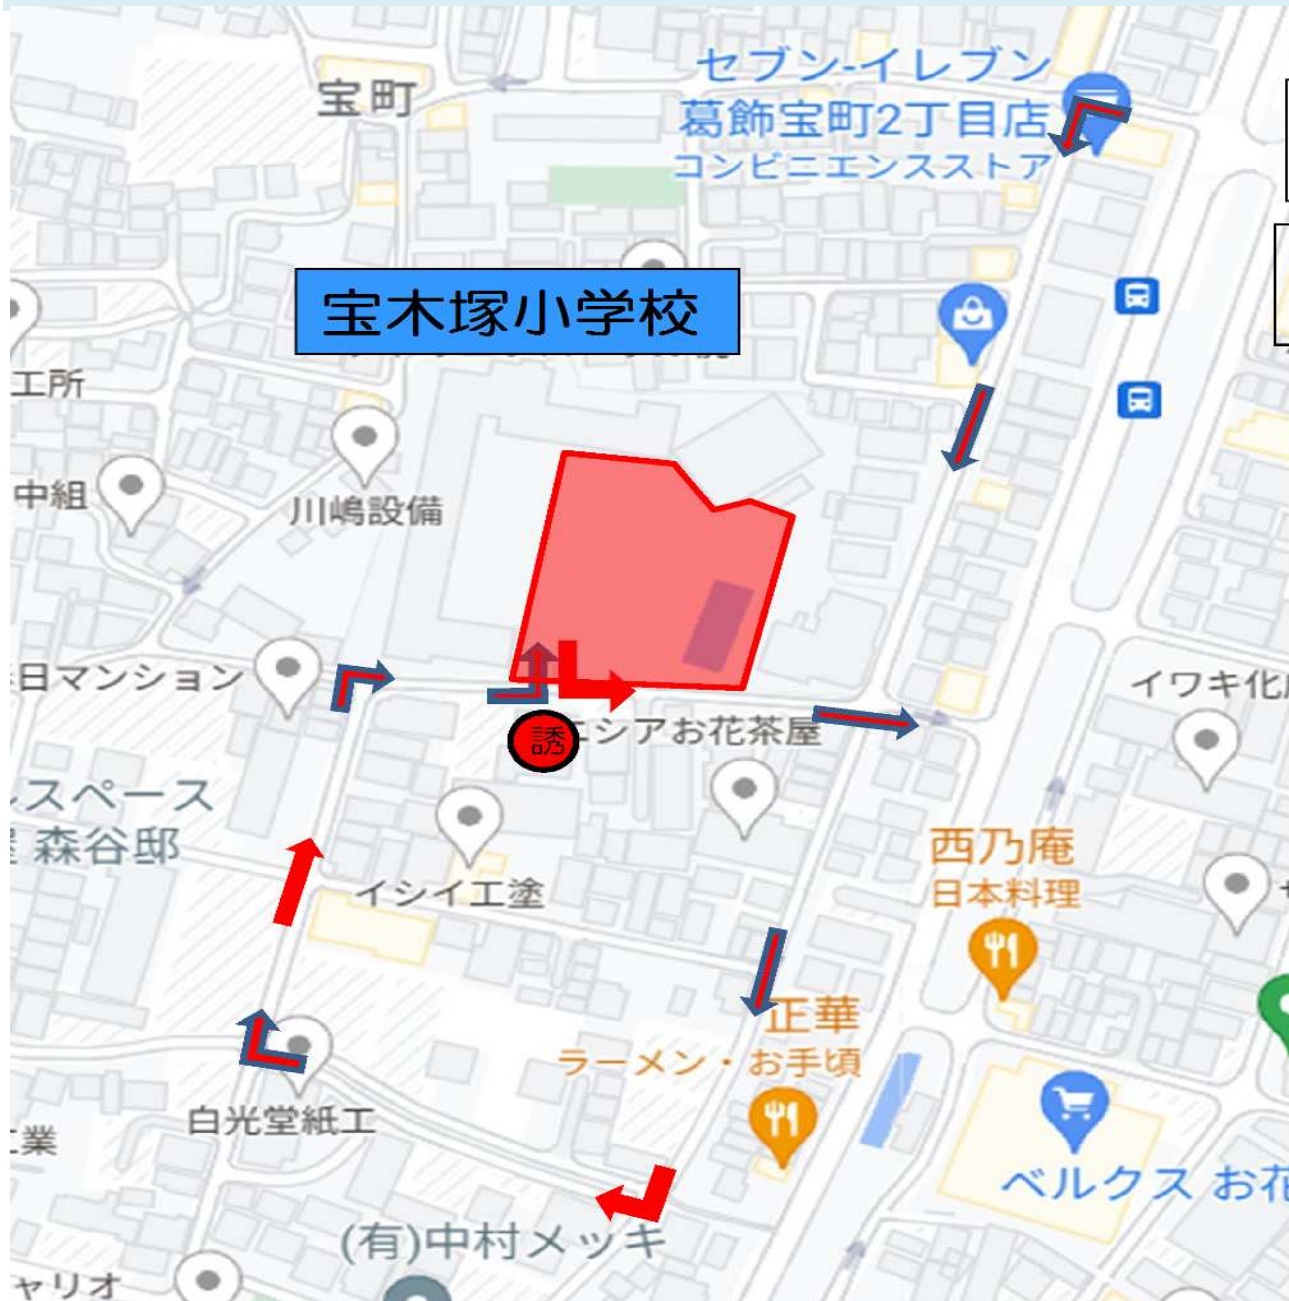 セブン-イレブン
葛飾宝町2丁目店
コンビニエンスストア
宝町
宝木塚小学校
工所
中組
川嶋設備
日マンション
イワキ化
誘
ニシアお花茶屋
スペース
森谷邸
イシイ工塗
西乃庵
日本料理
正華
ラーメン・お手頃
白光堂紙工
業
ベルクス お花
(有)中村メッキ
ャリオ